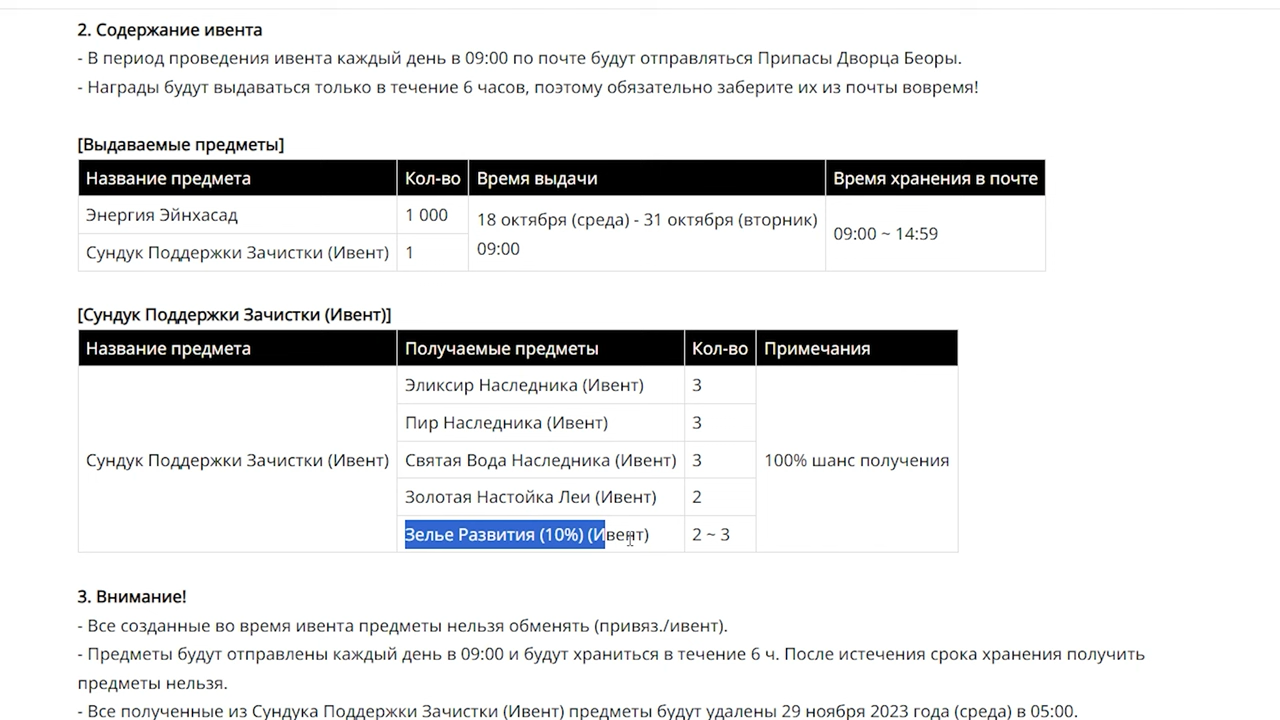 2. Содержание ивента
- В период проведения ивента каждый день в 09:00 по почте будут отправляться Припасы Дворца Беоры.
- Награды будут выдаваться только в течение 6 часов, поэтому обязательно заберите их из почты вовремя!
[Выдаваемые предметы]
Название предмета Кол-во Время выдачи Время хранения в почте
Энергия Эйнхасад 1 000
18 октября (среда) - 31 октября (вторник)
09:00
09:00 ~ 14:59
Сундук Поддержки Зачистки (Ивент) 1
[Сундук Поддержки Зачистки (Ивент)]
Название предмета Получаемые предметы Кол-во Примечания
Эликсир Наследника (Ивент) 3
Пир Наследника (Ивент) 3
Сундук Поддержки Зачистки (Ивент) Святая Вода Наследника (Ивент) 3 100% шанс получения
Золотая Настойка Леи (Ивент) 2
Зелье Развития (10%) (Ивент) 2 ~ 3
3. Внимание!
- Все созданные во время ивента предметы нельзя обменять (привяз./ивент).
- Предметы будут отправлены каждый день в 09:00 и будут храниться в течение 6 ч. После истечения срока хранения получить
предметы нельзя.
- Все полученные из Сундука Поддержки Зачистки (Ивент) предметы будут удалены 29 ноября 2023 года (среда) в 05:00.